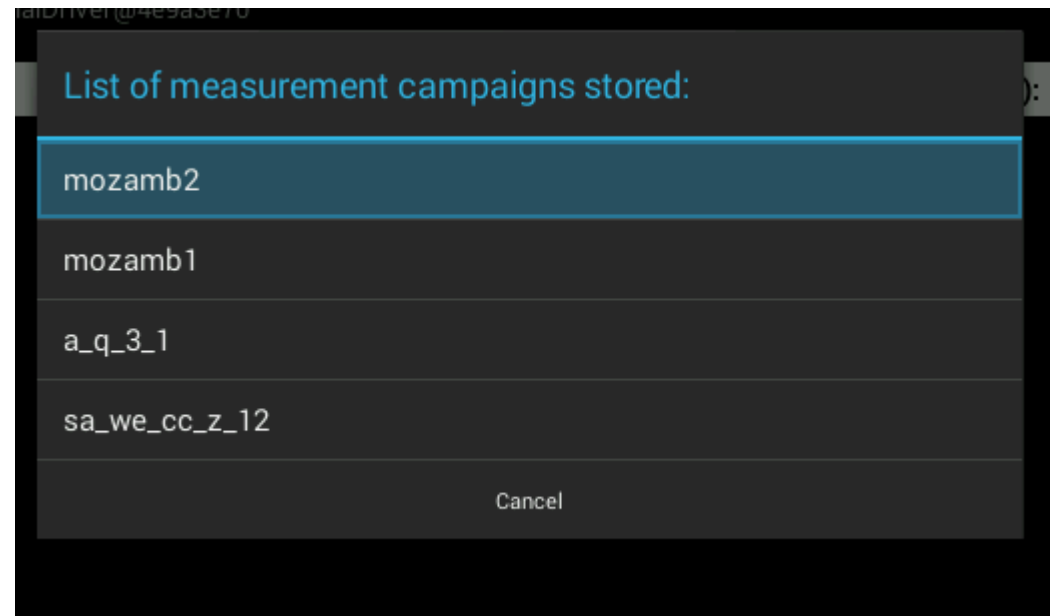 List of measurement campaigns stored:
):
mozamb2
mozamb1
a_q_3_1
sa_we_cc_z_12
Cancel